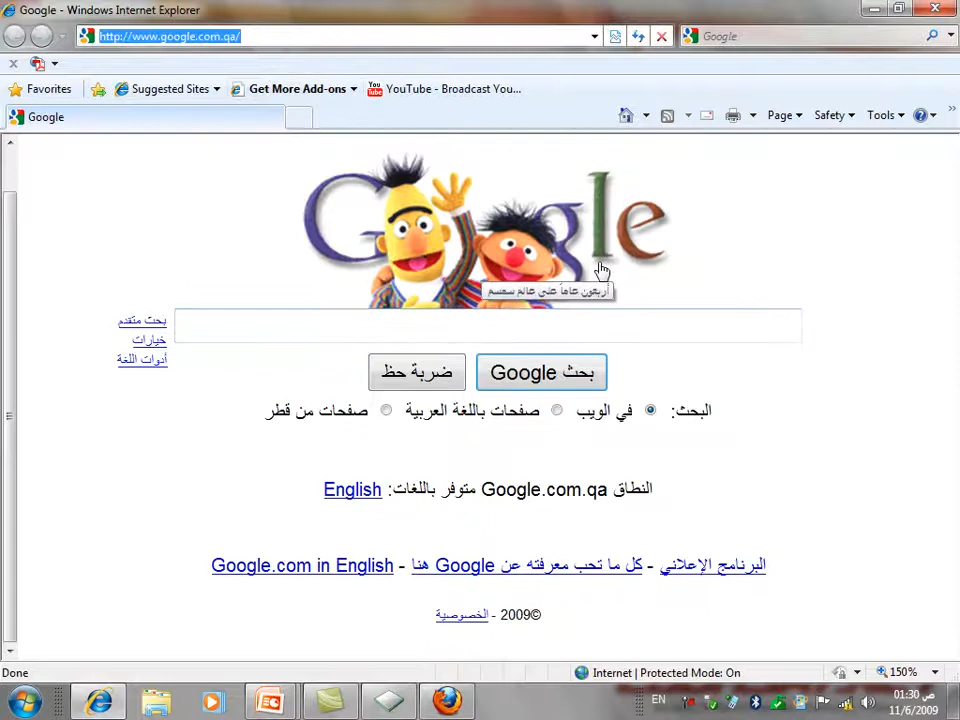 Google - Windows Internet Explorer
http://www.google.com.qa/
Google
Favorites
Suggested Sites
Get More Add-ons
You Tube
YouTube - Broadcast You...
Google
Page
Safety
Tools
Google
أربعون عاماً على عالم سمسم
بحث متقدم
خيارات
أدوات اللغة
بحث Google
ضربة حظ
البحث: في الويب صفحات باللغة العربية صفحات من قطر
النطاق Google.com.qa متوفر باللغات: English
البرنامج الإعلاني - كل ما تحب معرفته عن Google هنا - Google.com in English
©2009 - الخصوصية
Done
Internet | Protected Mode: On
150%
EN
01:30 ص
11/6/2009